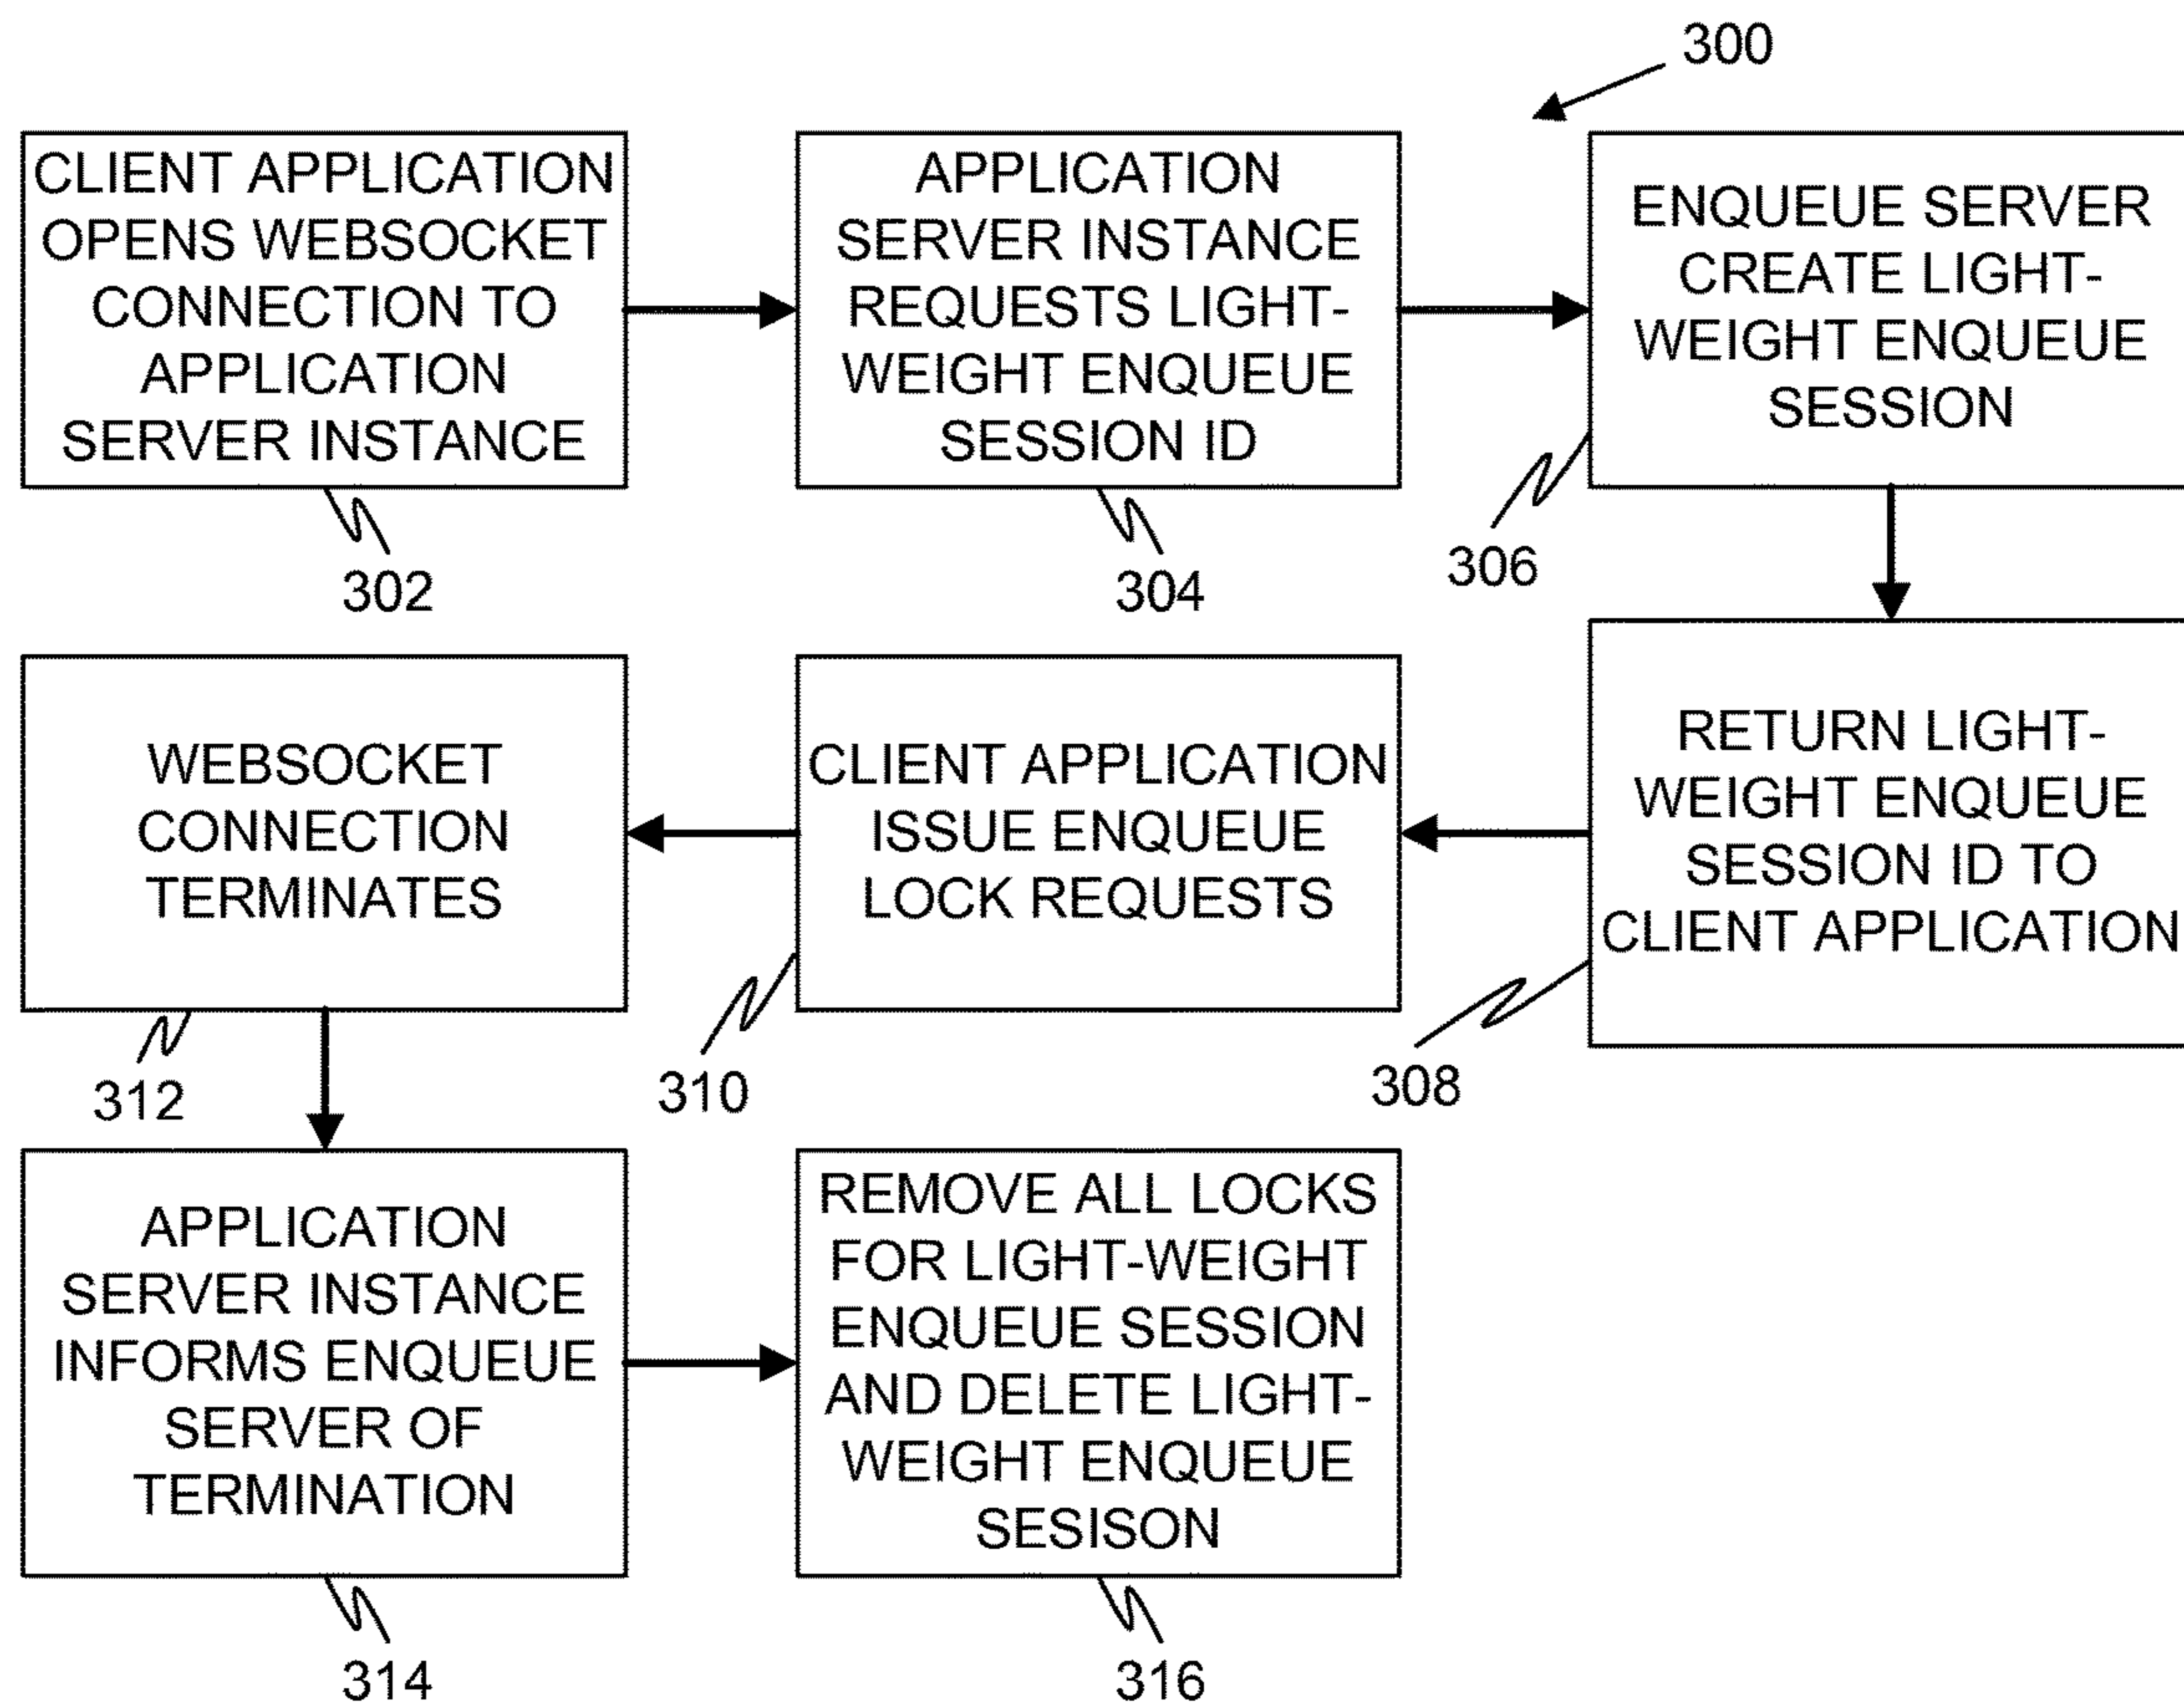 300
CLIENT APPLICATION
OPENS WEBSOCKET
CONNECTION TO
APPLICATION
SERVER INSTANCE
302
APPLICATION
SERVER INSTANCE
REQUESTS LIGHT-
WEIGHT ENQUEUE
SESSION ID
304
ENQUEUE SERVER
CREATE LIGHT-
WEIGHT ENQUEUE
SESSION
306
RETURN LIGHT-
WEIGHT ENQUEUE
SESSION ID TO
CLIENT APPLICATION
308
CLIENT APPLICATION
ISSUE ENQUEUE
LOCK REQUESTS
310
WEBSOCKET
CONNECTION
TERMINATES
312
APPLICATION
SERVER INSTANCE
INFORMS ENQUEUE
SERVER OF
TERMINATION
314
REMOVE ALL LOCKS
FOR LIGHT-WEIGHT
ENQUEUE SESSION
AND DELETE LIGHT-
WEIGHT ENQUEUE
SESISON
316